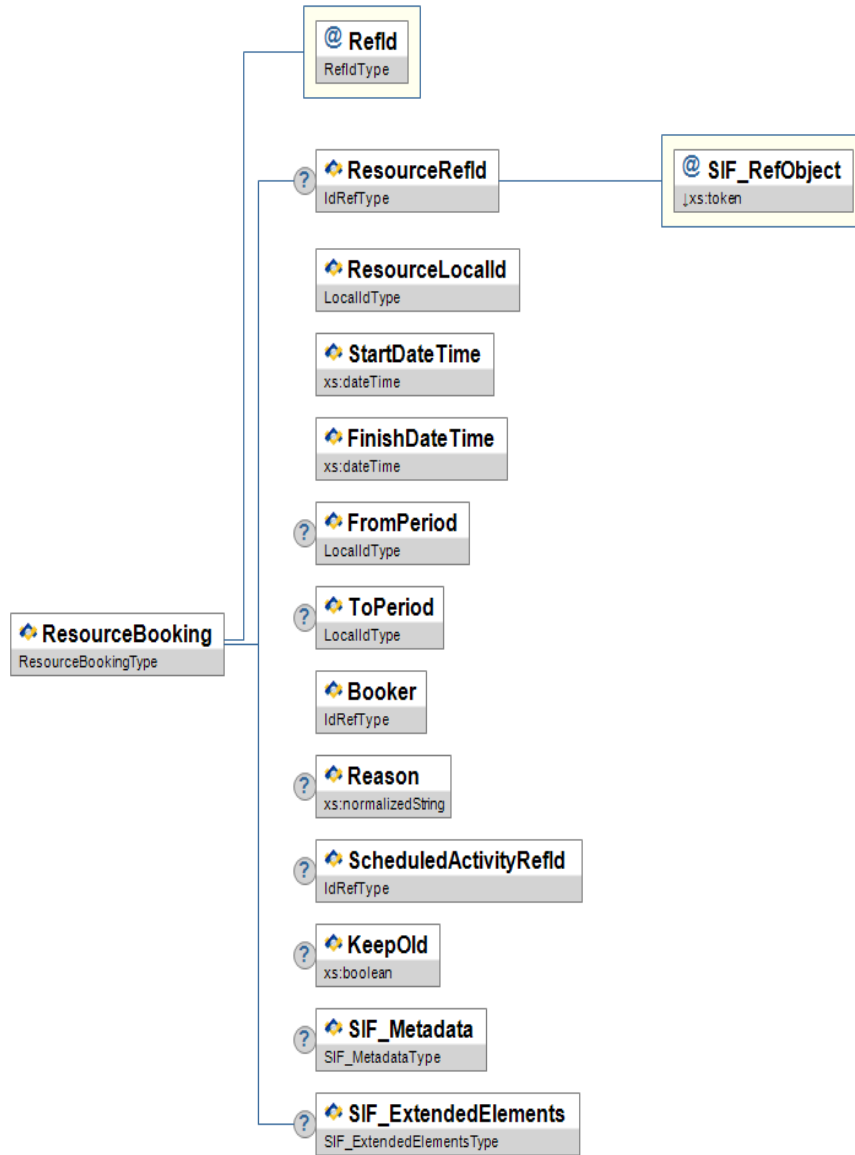 @ RefId
RefIdType
? ResourceRefId
IdRefType
@ SIF_RefObject
↓xs:token
ResourceLocalId
LocalIdType
StartDateTime
xs:dateTime
FinishDateTime
xs:dateTime
? FromPeriod
LocalIdType
? ToPeriod
LocalIdType
ResourceBooking
ResourceBookingType
Booker
IdRefType
? Reason
xs:normalizedString
? ScheduledActivityRefId
IdRefType
? KeepOld
xs:boolean
? SIF_Metadata
SIF_MetadataType
? SIF_ExtendedElements
SIF_ExtendedElementsType